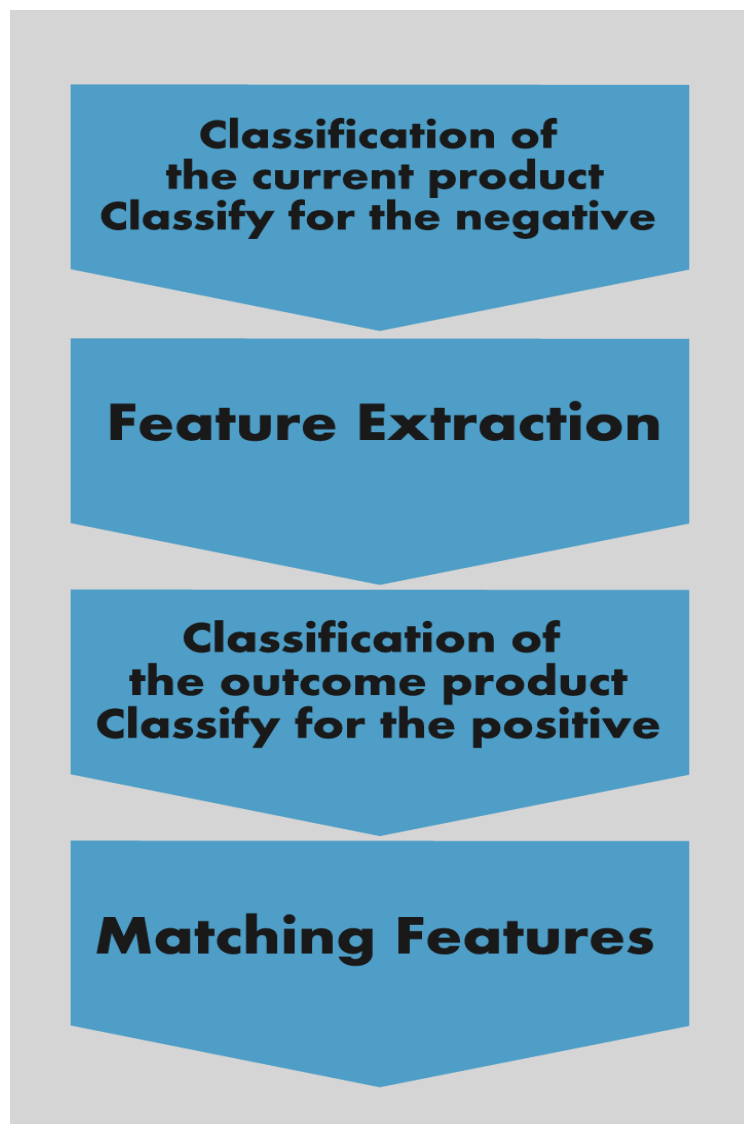 Classification of
the current product
Classify for the negative
Feature Extraction
Classification of
the outcome product
Classify for the positive
Matching Features